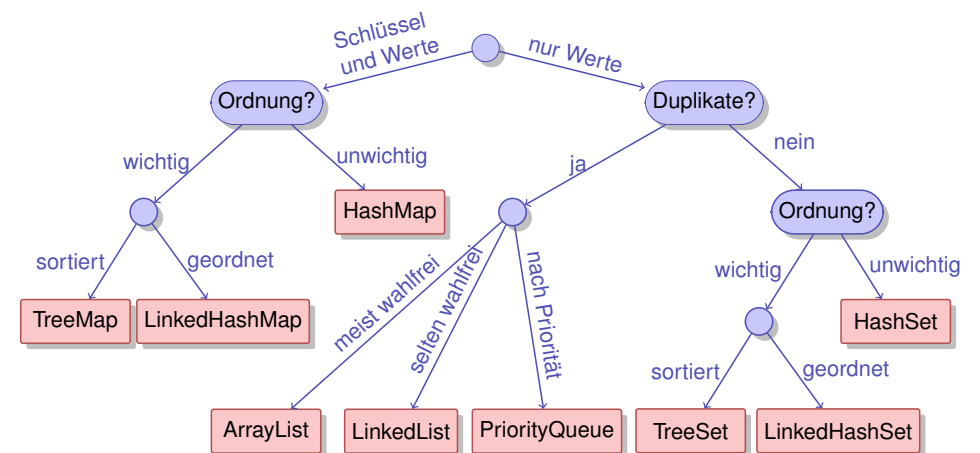 Schlüssel
und Werte
nur Werte
Ordnung?
Duplikate?
wichtig
unwichtig
ja
nein
HashMap
Ordnung?
sortiert
geordnet
meist wahlfrei
selten wahlfrei
nach Priorität
wichtig
unwichtig
TreeMap
LinkedHashMap
HashSet
sortiert
geordnet
ArrayList
LinkedList
PriorityQueue
TreeSet
LinkedHashSet